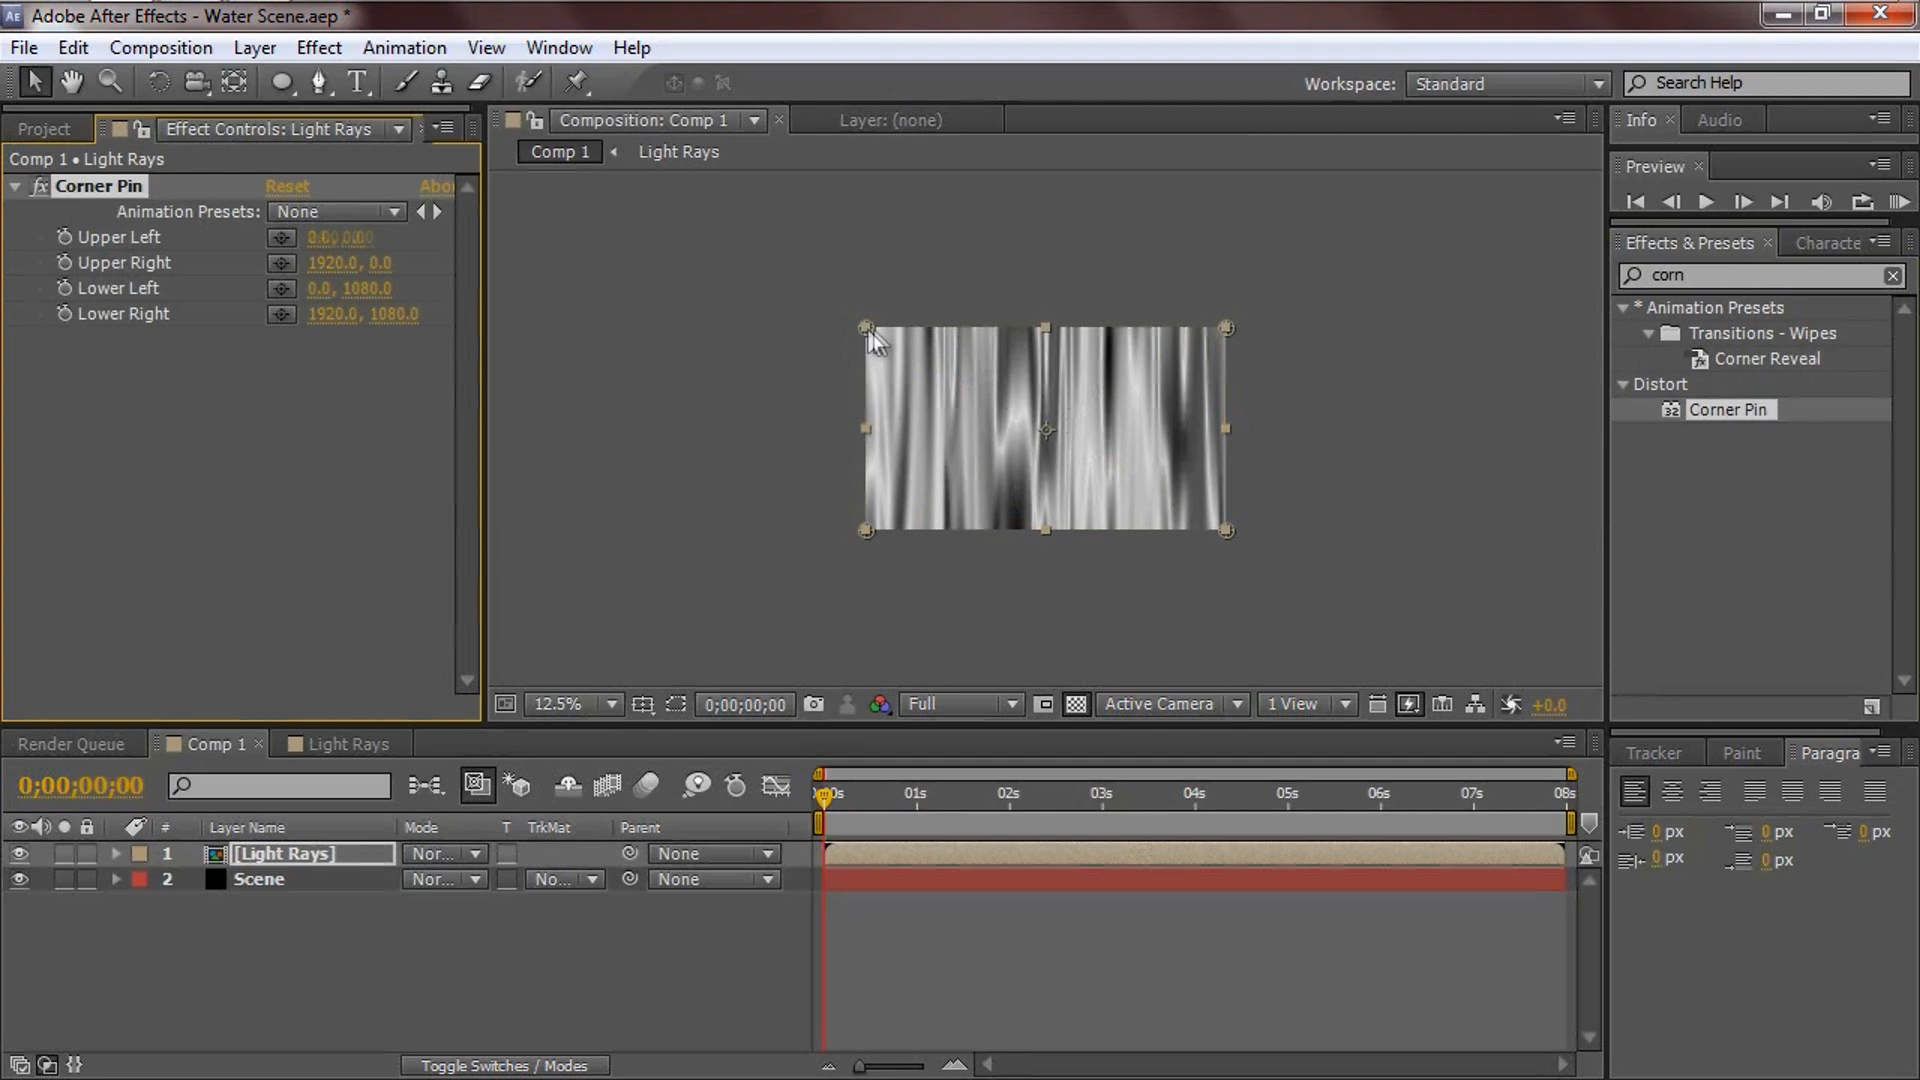 Adobe After Effects - Water Scene.aep *
File Edit Composition Layer Effect Animation View Window Help
Workspace: Standard
Search Help
Project
Effect Controls: Light Rays
Composition: Comp 1
Layer: (none)
Info
Audio
Comp 1 • Light Rays
Comp 1
Light Rays
Preview
fx Corner Pin Reset Abo
Animation Presets: None
Upper Left
Upper Right 1920.0, 0.0
Lower Left 0.0, 1080.0
Lower Right 1920.0, 1080.0
Effects & Presets
Characte
corn
* Animation Presets
Transitions - Wipes
Corner Reveal
Distort
32 Corner Pin
12.5%
0;00;00;00
Full
Active Camera
1 View
+0.0
Render Queue
Comp 1
Light Rays
Tracker
Paint
Paragra
0;00;00;00
00s 01s 02s 03s 04s 05s 06s 07s 08s
# Layer Name Mode T TrkMat Parent
1 [Light Rays] Nor... None
2 Scene Nor... No... None
0 px 0 px 0 px
0 px 0 px
Toggle Switches / Modes